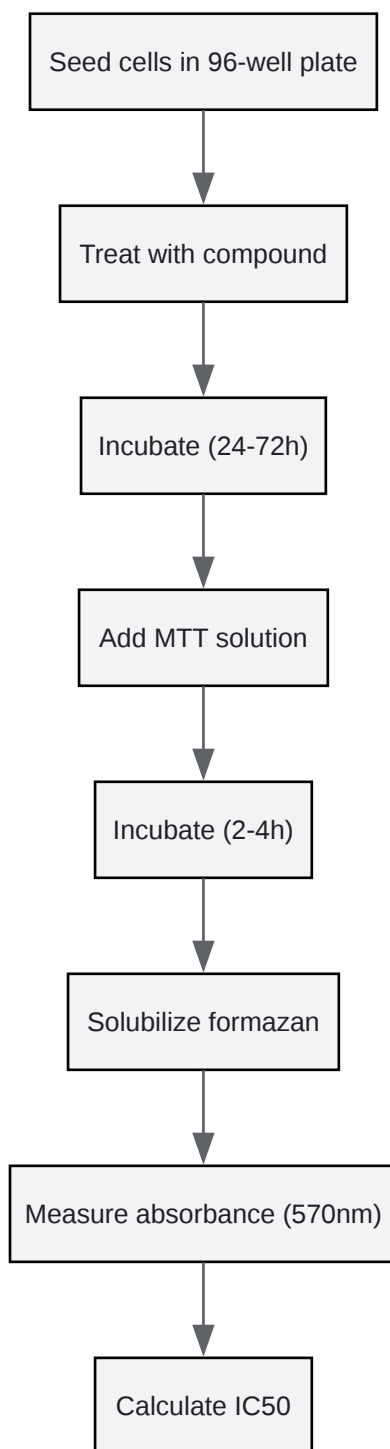 Seed cells in 96-well plate
Treat with compound
Incubate (24-72h)
Add MTT solution
Incubate (2-4h)
Solubilize formazan
Measure absorbance (570nm)
Calculate IC50